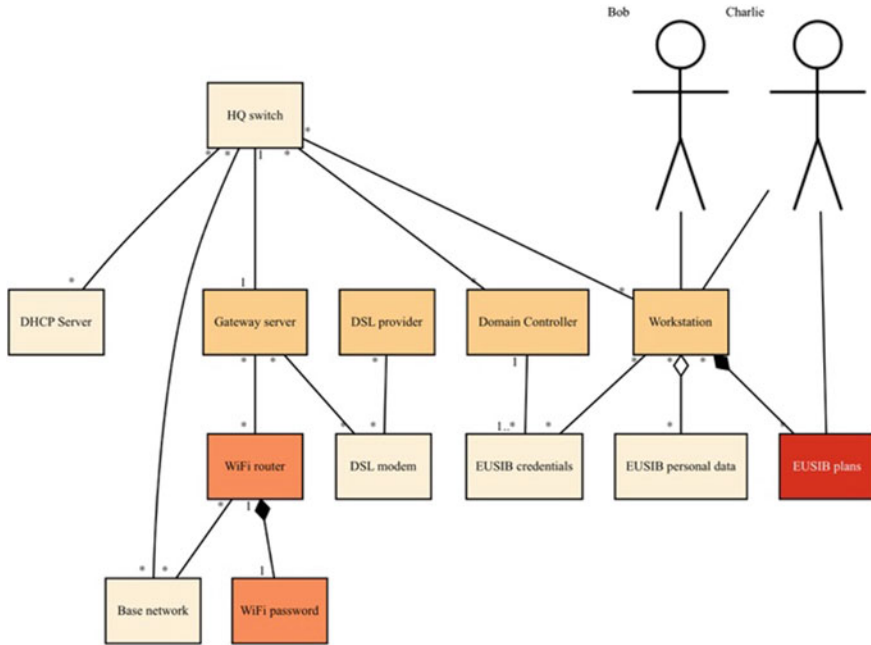 Bob Charlie
HQ switch
* * 1 * *
* 1 * *
DHCP Server Gateway server DSL provider Domain Controller Workstation
* * * 1 * * *
* * * 1..* * * *
WiFi router DSL modem EUSIB credentials EUSIB personal data EUSIB plans
* 1
* * 1
Base network WiFi password